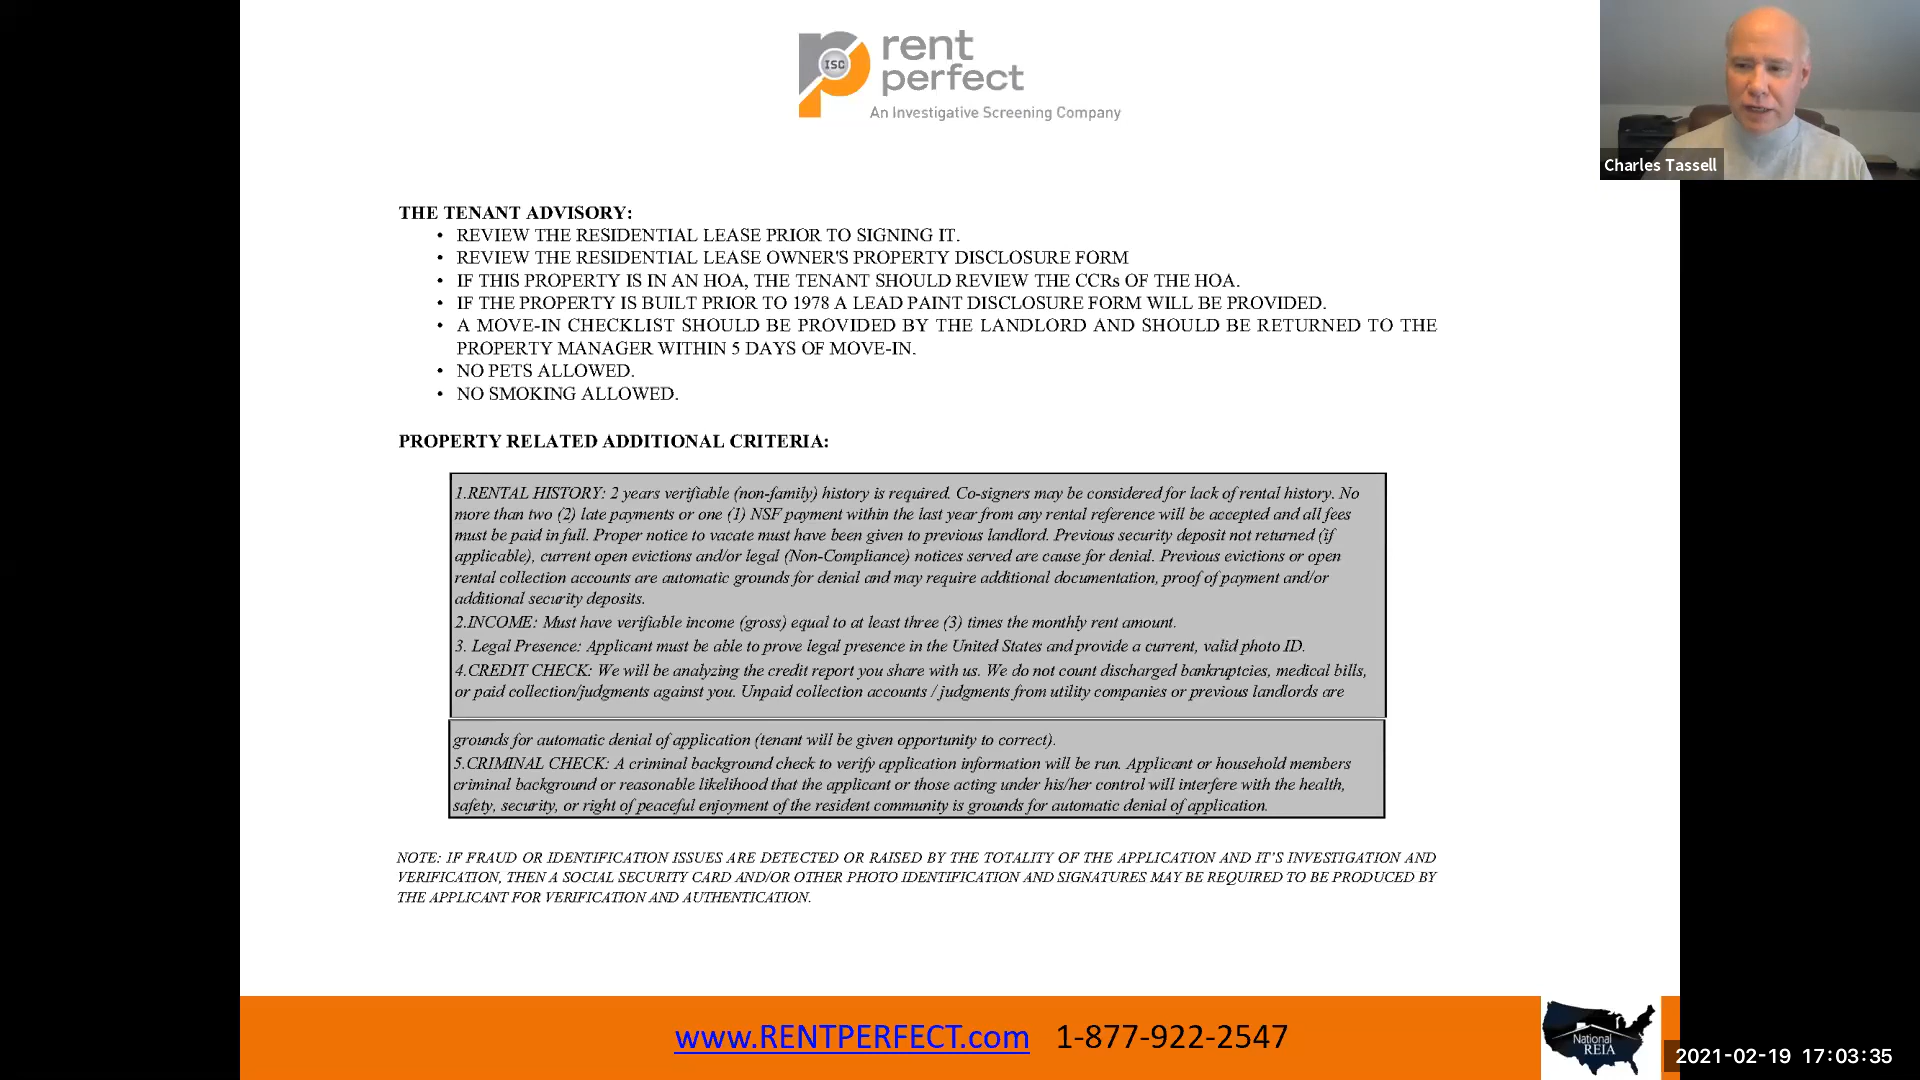 rent
perfect
ISC
An Investigative Screening Company
Charles Tassell
THE TENANT ADVISORY:
• REVIEW THE RESIDENTIAL LEASE PRIOR TO SIGNING IT.
• REVIEW THE RESIDENTIAL LEASE OWNER'S PROPERTY DISCLOSURE FORM
• IF THIS PROPERTY IS IN AN HOA, THE TENANT SHOULD REVIEW THE CCRs OF THE HOA.
• IF THE PROPERTY IS BUILT PRIOR TO 1978 A LEAD PAINT DISCLOSURE FORM WILL BE PROVIDED.
• A MOVE-IN CHECKLIST SHOULD BE PROVIDED BY THE LANDLORD AND SHOULD BE RETURNED TO THE
PROPERTY MANAGER WITHIN 5 DAYS OF MOVE-IN.
• NO PETS ALLOWED.
• NO SMOKING ALLOWED.
PROPERTY RELATED ADDITIONAL CRITERIA:
1.RENTAL HISTORY: 2 years verifiable (non-family) history is required. Co-signers may be considered for lack of rental history. No
more than two (2) late payments or one (1) NSF payment within the last year from any rental reference will be accepted and all fees
must be paid in full. Proper notice to vacate must have been given to previous landlord. Previous security deposit not returned (if
applicable), current open evictions and/or legal (Non-Compliance) notices served are cause for denial. Previous evictions or open
rental collection accounts are automatic grounds for denial and may require additional documentation, proof of payment and/or
additional security deposits.
2.INCOME: Must have verifiable income (gross) equal to at least three (3) times the monthly rent amount.
3. Legal Presence: Applicant must be able to prove legal presence in the United States and provide a current, valid photo ID.
4.CREDIT CHECK: We will be analyzing the credit report you share with us. We do not count discharged bankruptcies, medical bills,
or paid collection/judgments against you. Unpaid collection accounts / judgments from utility companies or previous landlords are
grounds for automatic denial of application (tenant will be given opportunity to correct).
5.CRIMINAL CHECK: A criminal background check to verify application information will be run. Applicant or household members
criminal background or reasonable likelihood that the applicant or those acting under his/her control will interfere with the health,
safety, security, or right of peaceful enjoyment of the resident community is grounds for automatic denial of application.
NOTE: IF FRAUD OR IDENTIFICATION ISSUES ARE DETECTED OR RAISED BY THE TOTALITY OF THE APPLICATION AND IT'S INVESTIGATION AND
VERIFICATION, THEN A SOCIAL SECURITY CARD AND/OR OTHER PHOTO IDENTIFICATION AND SIGNATURES MAY BE REQUIRED TO BE PRODUCED BY
THE APPLICANT FOR VERIFICATION AND AUTHENTICATION.
www.RENTPERFECT.com 1-877-922-2547
National
REIA
2021-02-19 17:03:35